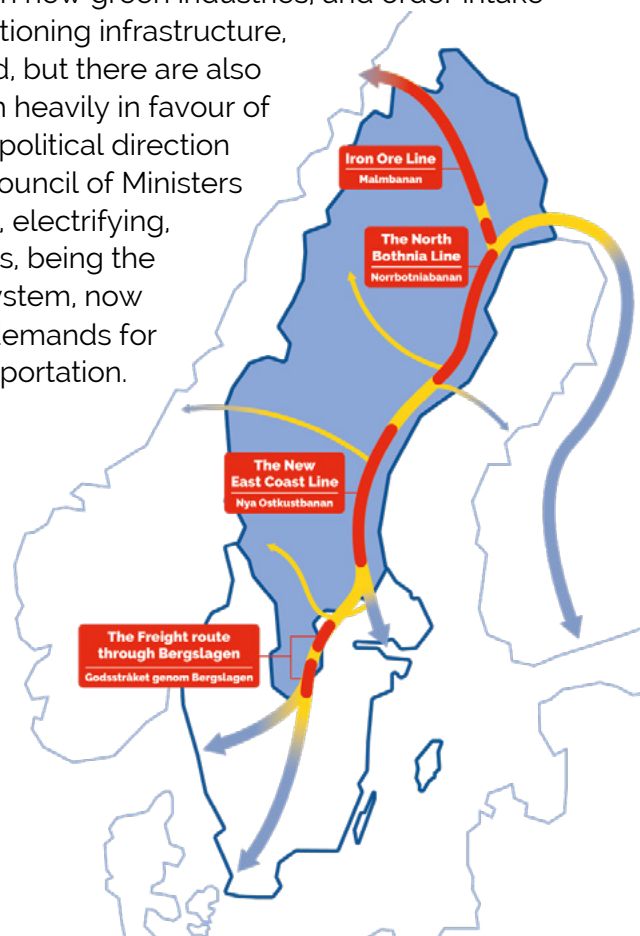 n new green industries, and order intake
tioning infrastructure,
d, but there are also
n heavily in favour of
political direction
ouncil of Ministers
, electrifying,
s, being the
ystem, now
emands for
portation.
Iron Ore Line
Malmbanan
The North
Bothnia Line
Norrbotniabanan
The New
East Coast Line
Nya Ostkustbanan
The Freight route
through Bergslagen
Godsstråket genom Bergslagen